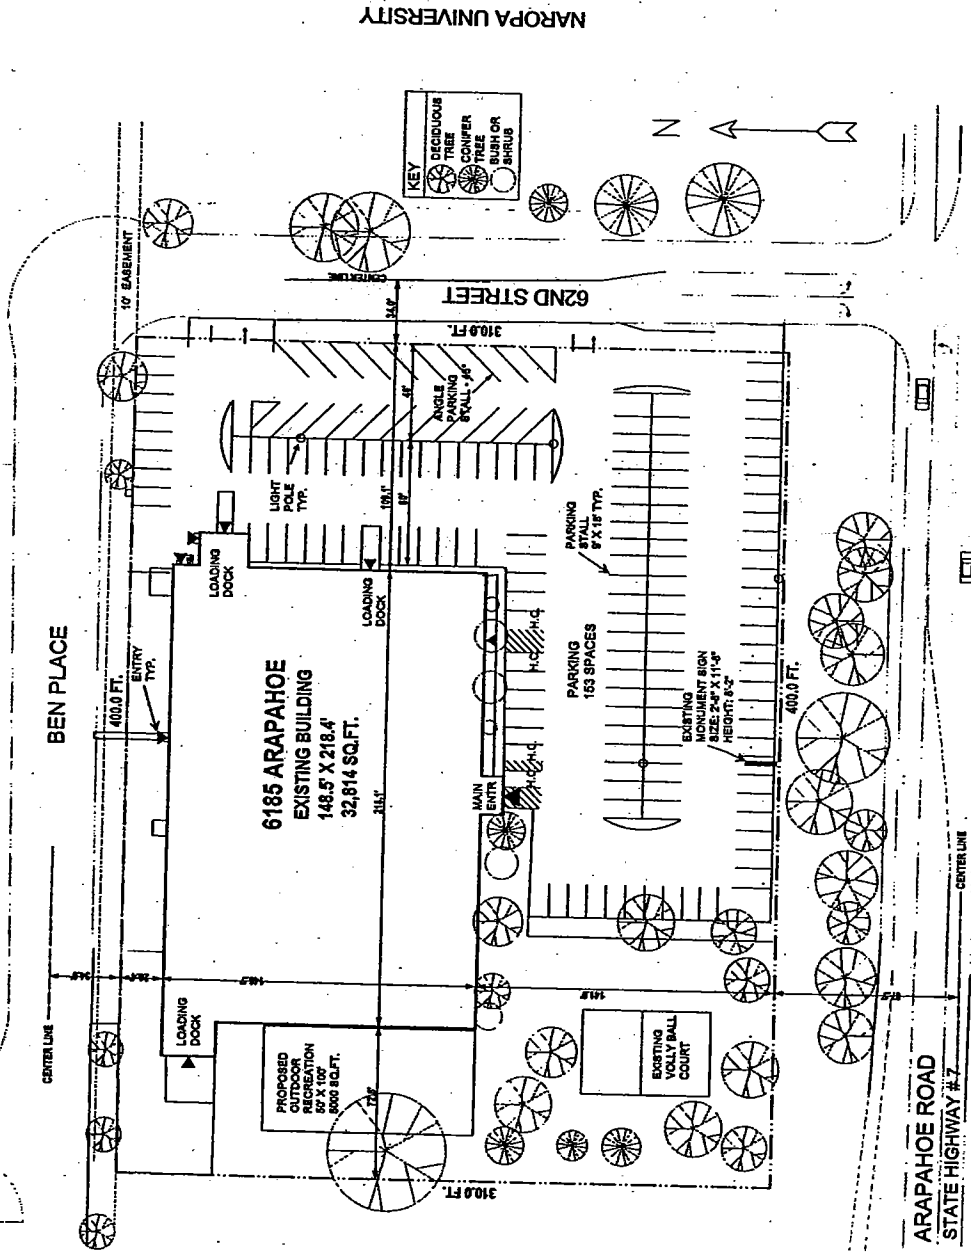 NAROPA UNIVERSITY
KEY
DECIDUOUS
TREE
CONIFER
TREE
BUSH OR
SHRUB
N
10' EASEMENT
CENTER LINE
62ND STREET
310.0 FT.
ANGLE
PARKING
LIGHT
POLE
TYP.
LOADING
DOCK
LOADING
DOCK
PARKING
STALL
9' X 18' TYP.
BEN PLACE
400.0 FT.
ENTRY
TYP.
6185 ARAPAHOE
EXISTING BUILDING
148.5' X 218.4'
32,814 SQ.FT.
H.C.
H.C.
H.C.
H.C.
PARKING
153 SPACES
EXISTING
MONUMENT SIGN
400.0 FT.
MAIN
ENTR
CENTER LINE
LOADING
DOCK
PROPOSED
OUTDOOR
RECREATION
50' X 100'
5000 SQ.FT.
EXISTING
VOLLY BALL
COURT
310.0 FT.
CENTER LINE
ARAPAHOE ROAD
STATE HIGHWAY # 7